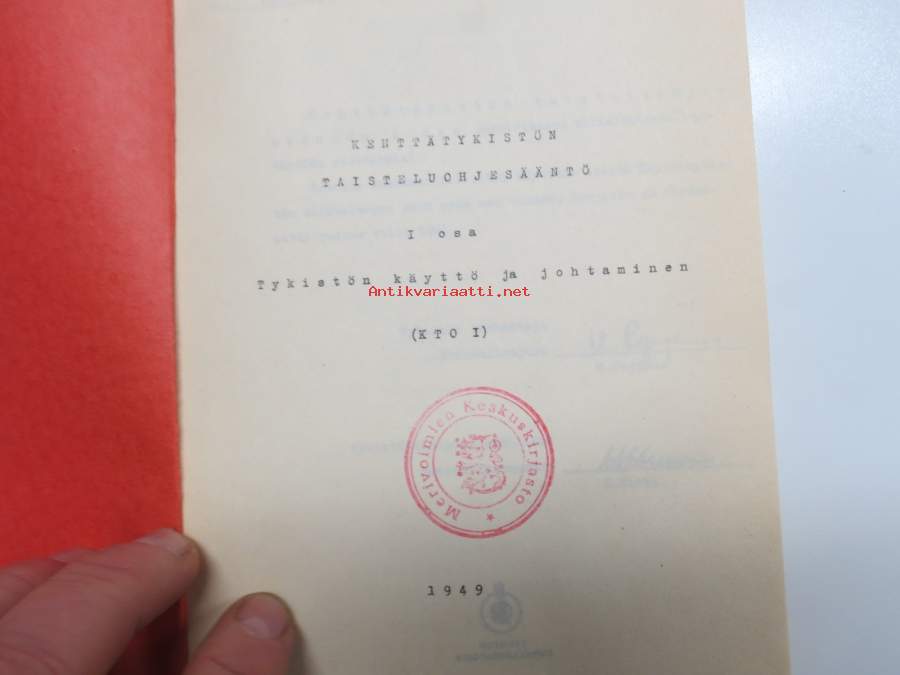 KENTTÄTYKISTÖN
TAISTELUOHJESÄÄNTÖ
I osa
Tykistön käyttö ja johtaminen
Antikvariaatti.net
(KTO I)
Merivoimien Keskuskirjasto
1949